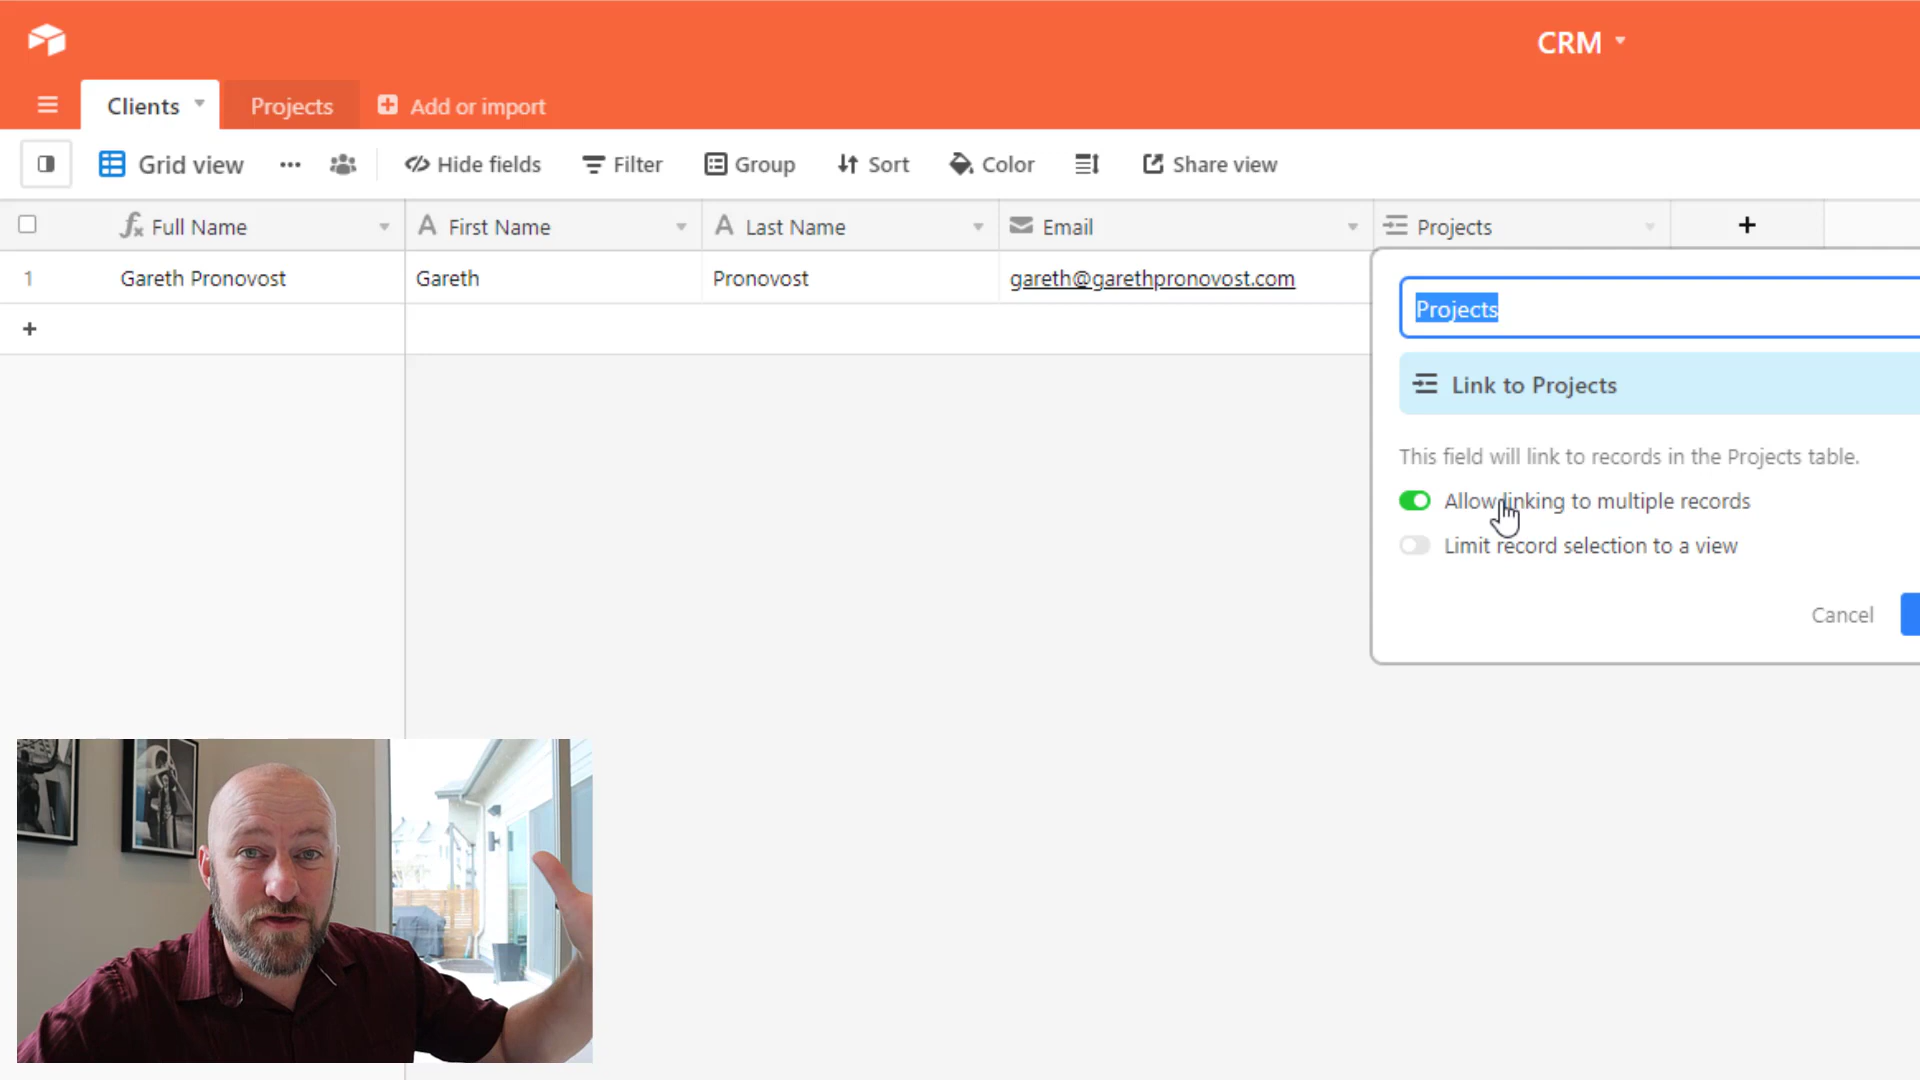 CRM
Clients
Projects
Add or import
Grid view
Hide fields
Filter
Group
Sort
Color
Share view
Full Name
First Name
Last Name
Email
Projects
1
Gareth Pronovost
Gareth
Pronovost
gareth@garethpronovost.com
Projects
Link to Projects
This field will link to records in the Projects table.
Allow linking to multiple records
Limit record selection to a view
Cancel